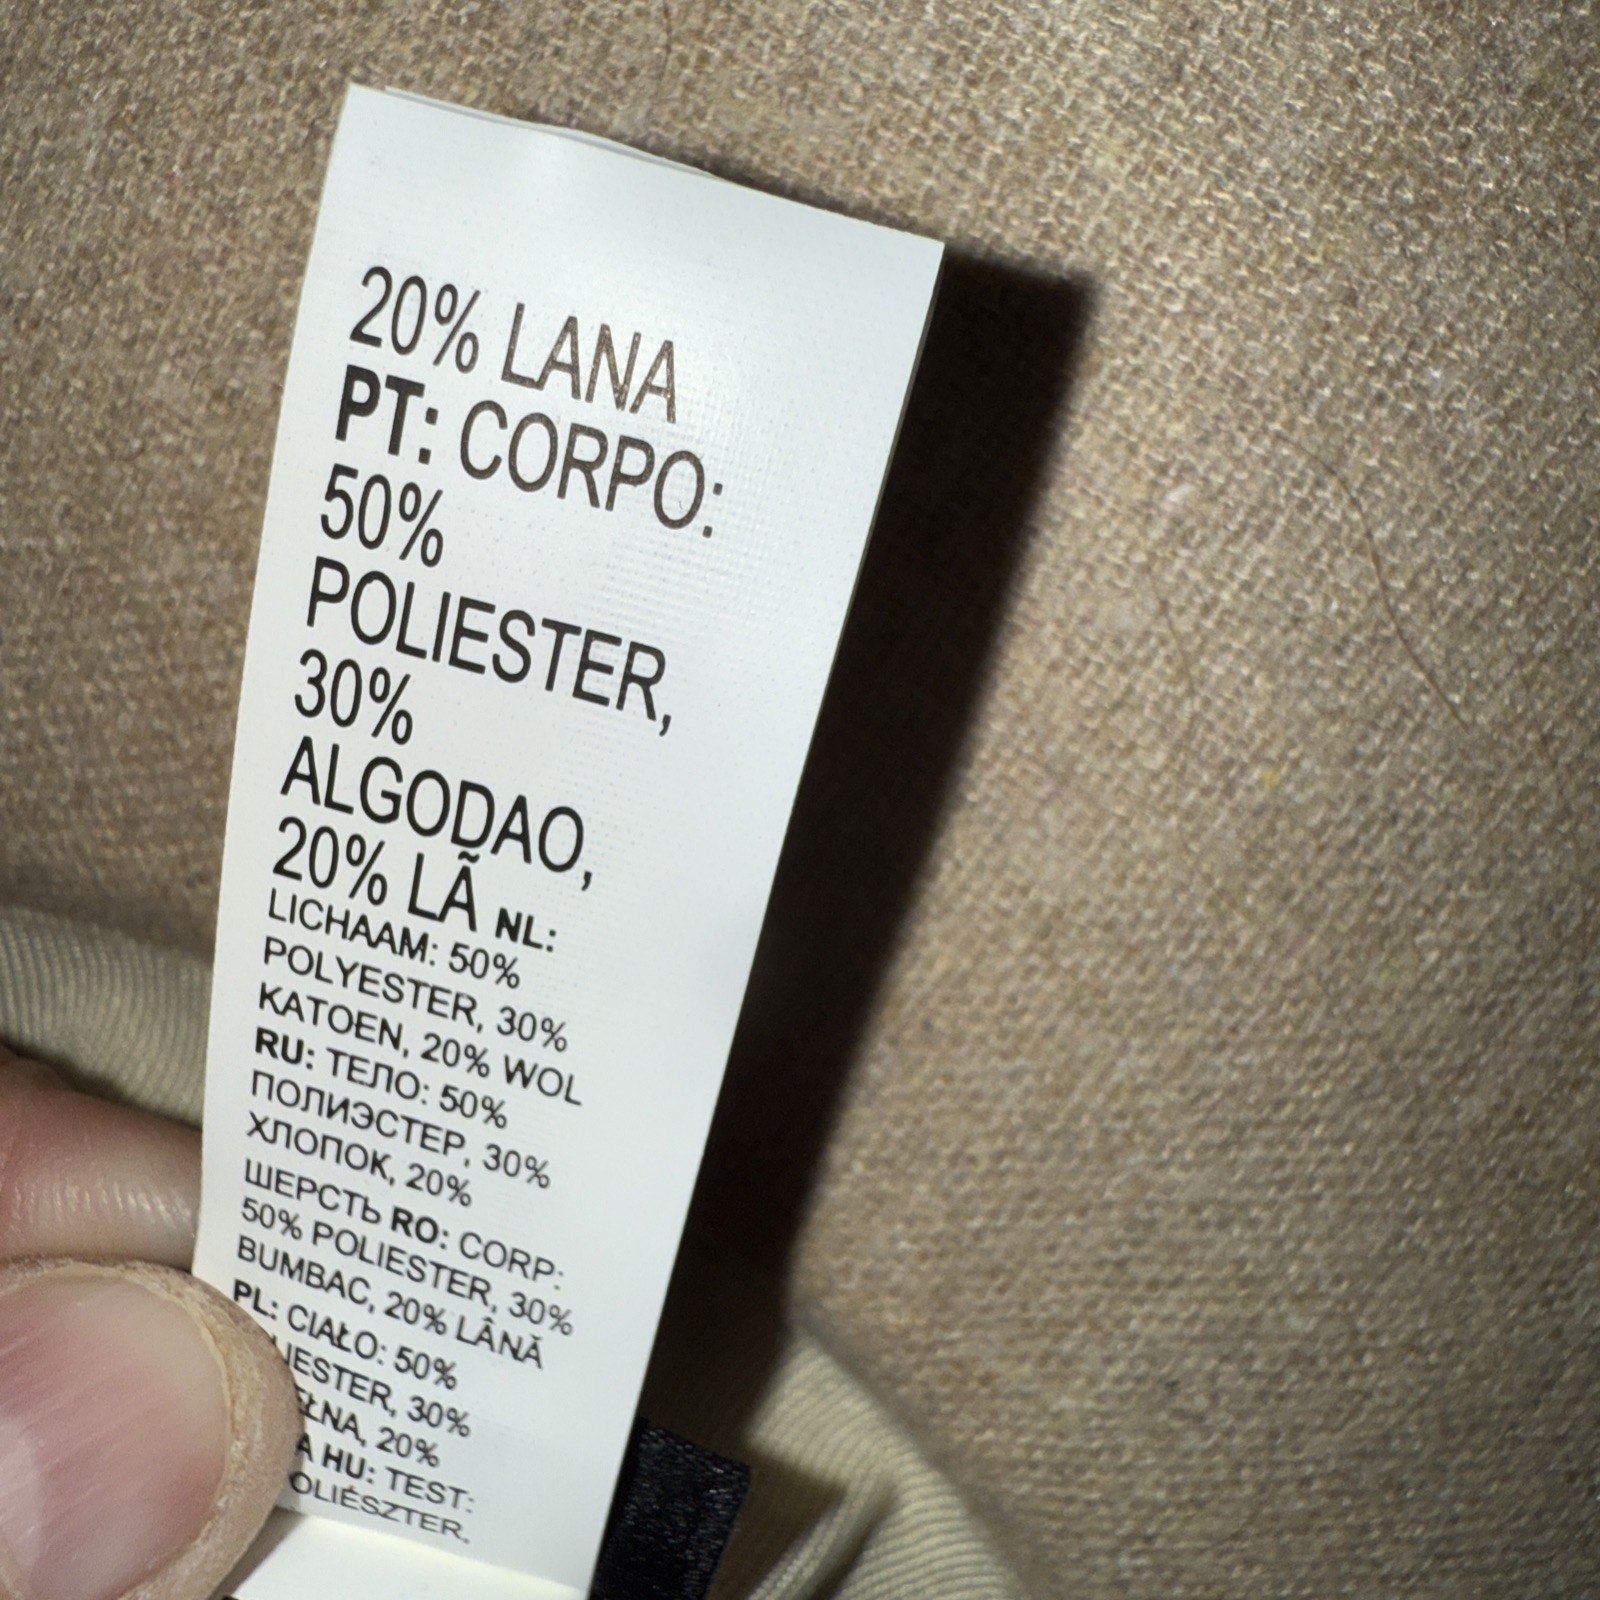 20% LANA
PT: CORPO:
50%
POLIESTER,
30%
ALGODAO,
20% LÃ NL:
LICHAAM: 50%
POLYESTER, 30%
KATOEN, 20% WOL
RU: ТЕЛО: 50%
ПОЛИЭСТЕР, 30%
ХЛОПОК, 20%
ШЕРСТЬ RO: CORP:
50% POLIESTER, 30%
BUMBAC, 20% LÂNĂ
PL: CIAŁO: 50%
30%
20%
HU: TEST: